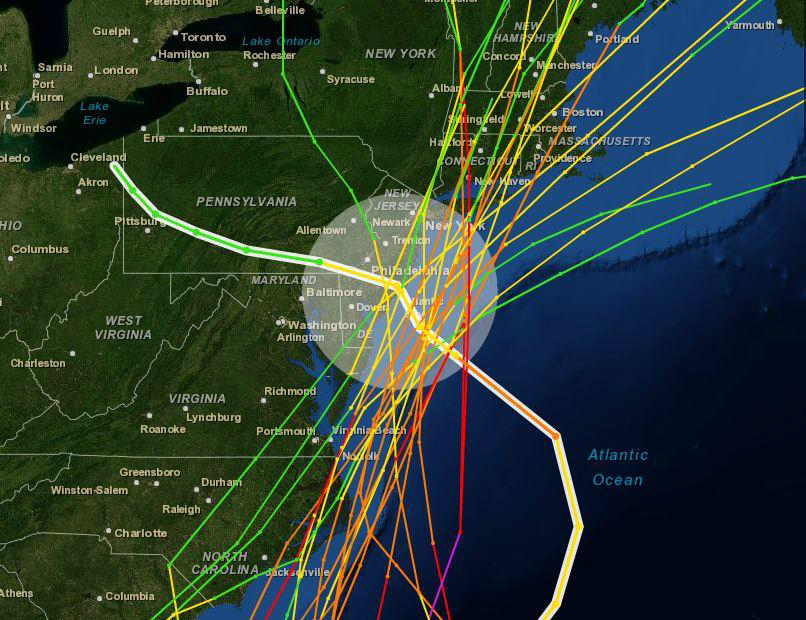 Peterborough
Belleville
Montpelier
Guelph
Toronto
Lake Ontario
NEW
HAMPSHIRE
Yarmouth
Portland
Hamilton
Rochester
NEW YORK
Concord
Manchester
Sarnia
London
Port
Huron
Syracuse
Buffalo
Albany
Lowell
Lake
Erie
Boston
Windsor
Erie
Jamestown
Springfield
Worcester
Hartford
MASSACHUSETTS
Cleveland
CONNECTICUT
RI
Providence
Akron
New Haven
PENNSYLVANIA
NEW
JERSEY
Pittsburgh
Allentown
Newark
New York
Trenton
Columbus
Philadelphia
MARYLAND
Baltimore
Dover
Atlantic
WEST
VIRGINIA
Washington
Arlington
DE
Charleston
Richmond
VIRGINIA
Lynchburg
Roanoke
Portsmouth
Virginia Beach
Norfolk
Atlantic
Ocean
Greensboro
Winston-Salem
Durham
Raleigh
Charlotte
NORTH
CAROLINA
Jacksonville
Athens
Columbia